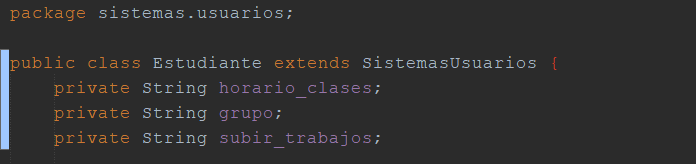 package sistemas.usuarios;
public class Estudiante extends SistemasUsuarios {
private String horario_clases;
private String grupo;
private String subir_trabajos;